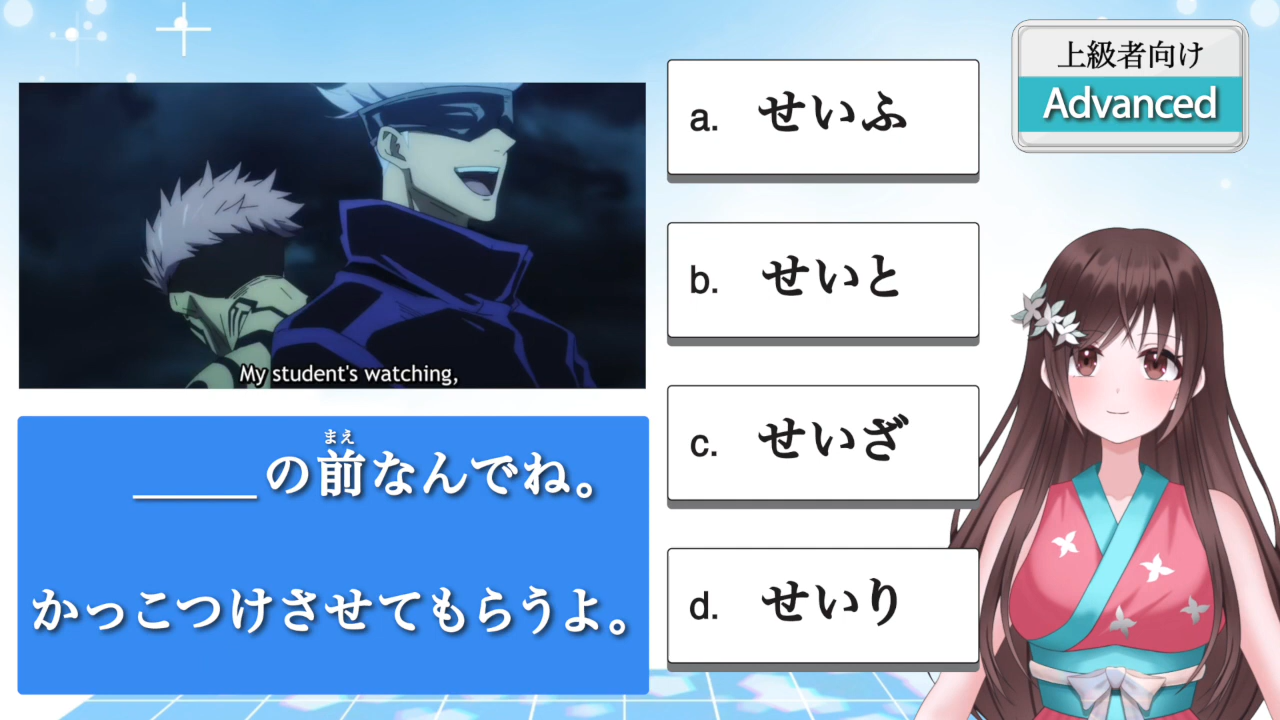 上級者向け
Advanced
My student's watching,
a. せいふ
b. せいと
c. せいざ
d. せいり
まえ
_____の前なんでね。
かっこつけさせてもらうよ。